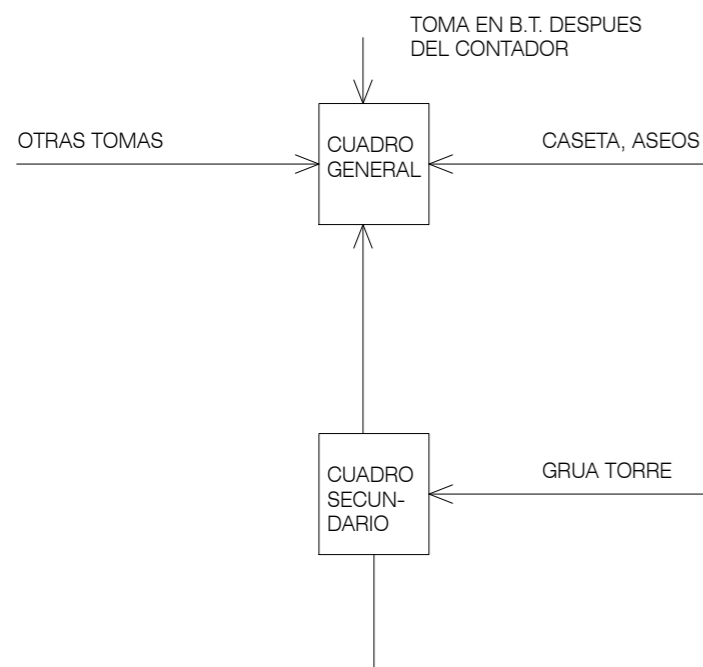 TOMA EN B.T. DESPUES
DEL CONTADOR
OTRAS TOMAS
CUADRO
GENERAL
CASETA, ASEOS
CUADRO
SECUN-
DARIO
GRUA TORRE